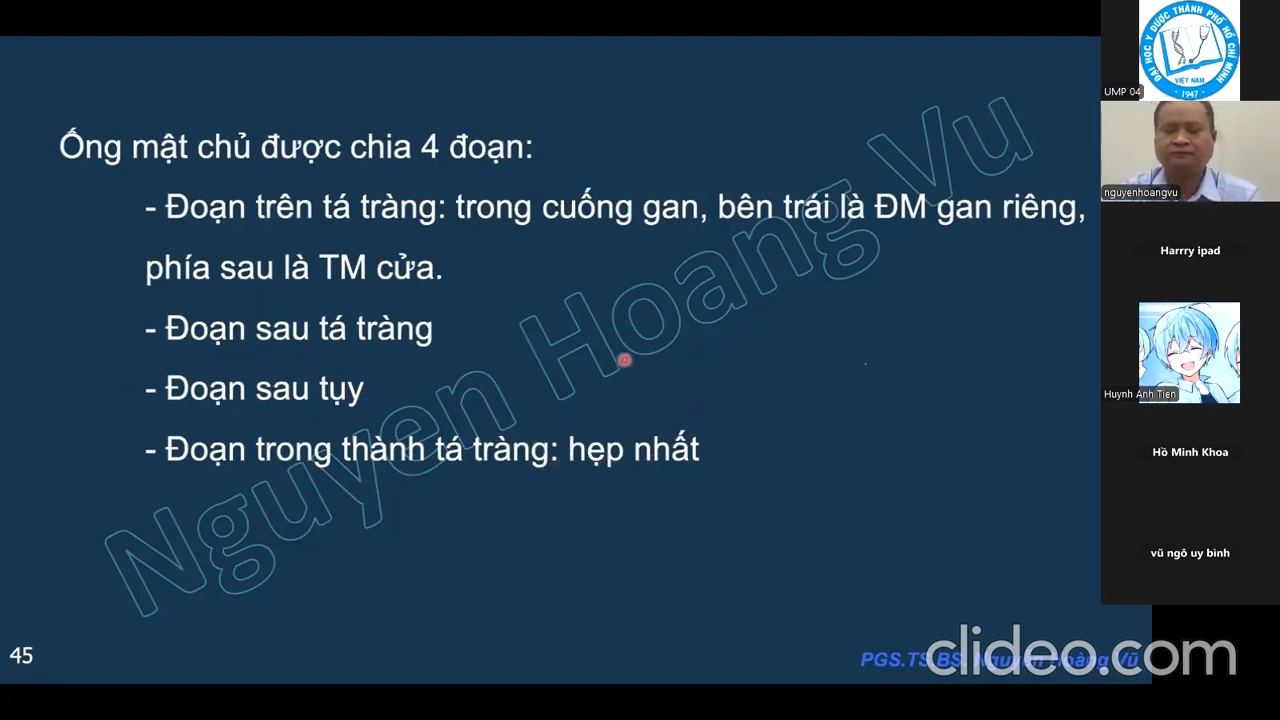 Ống mật chủ được chia 4 đoạn:
- Đoạn trên tá tràng: trong cuống gan, bên trái là ĐM gan riêng,
phía sau là TM cửa.
- Đoạn sau tá tràng
- Đoạn sau tụy
- Đoạn trong thành tá tràng: hẹp nhất
Nguyen Hoang Vu
45
PGS.TS.BS. Nguyễn Hoàng Vũ
clideo.com
ĐẠI HỌC Y DƯỢC THÀNH PHỐ HỒ CHÍ MINH
VIỆT NAM
1947
UMP 04
nguyenhoangvu
Harrry ipad
Huynh Anh Tien
Hồ Minh Khoa
vũ ngô uy bình